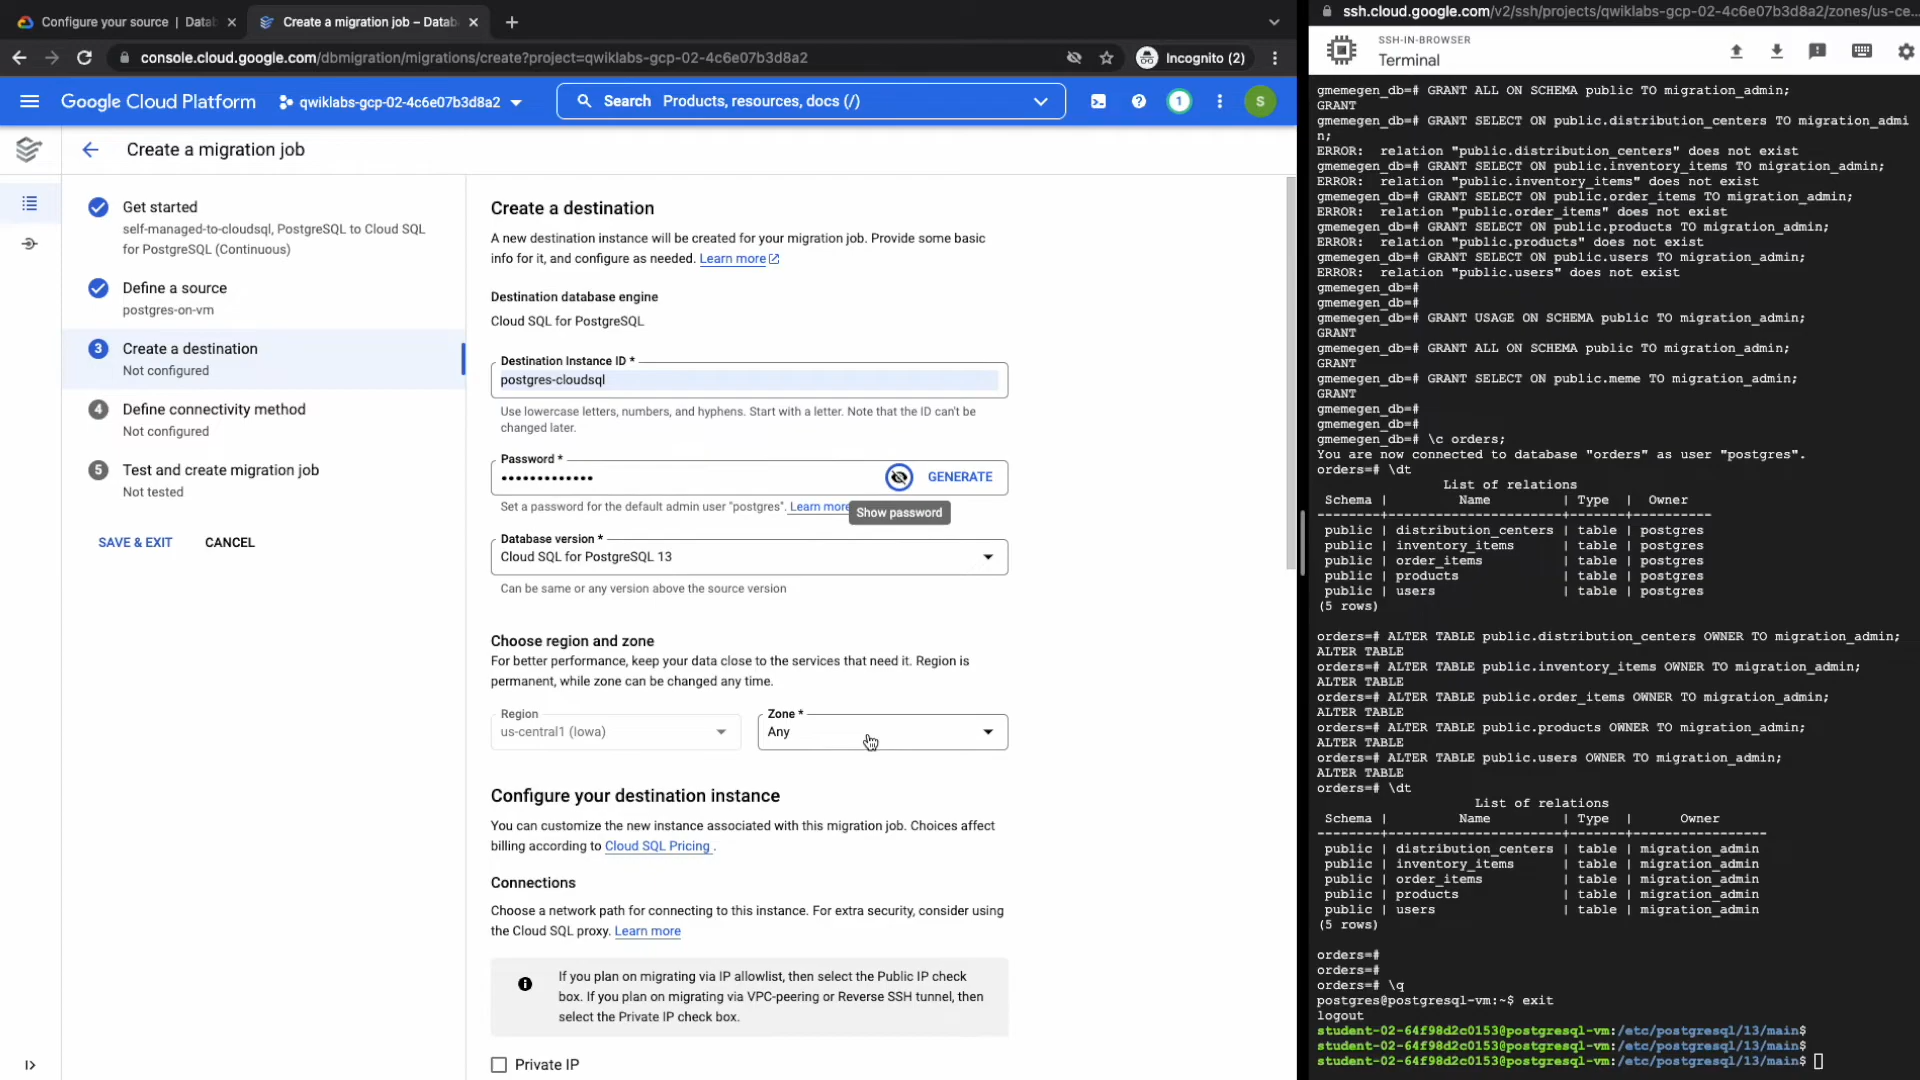 Configure your source | Datab
Create a migration job – Datab
console.cloud.google.com/dbmigration/migrations/create?project=qwiklabs-gcp-02-4c6e07b3d8a2
Incognito (2)
Google Cloud Platform
qwiklabs-gcp-02-4c6e07b3d8a2
Search Products, resources, docs (/)
1
S
Create a migration job
Get started
self-managed-to-cloudsql, PostgreSQL to Cloud SQL
for PostgreSQL (Continuous)
Define a source
postgres-on-vm
3
Create a destination
Not configured
4
Define connectivity method
Not configured
5
Test and create migration job
Not tested
SAVE & EXIT
CANCEL
Create a destination
A new destination instance will be created for your migration job. Provide some basic
info for it, and configure as needed. Learn more
Destination database engine
Cloud SQL for PostgreSQL
Destination Instance ID *
postgres-cloudsql
Use lowercase letters, numbers, and hyphens. Start with a letter. Note that the ID can't be
changed later.
Password *
•••••••••••••
GENERATE
Set a password for the default admin user "postgres". Learn more
Show password
Database version *
Cloud SQL for PostgreSQL 13
Can be same or any version above the source version
Choose region and zone
For better performance, keep your data close to the services that need it. Region is
permanent, while zone can be changed any time.
Region
us-central1 (Iowa)
Zone *
Any
Configure your destination instance
You can customize the new instance associated with this migration job. Choices affect
billing according to Cloud SQL Pricing .
Connections
Choose a network path for connecting to this instance. For extra security, consider using
the Cloud SQL proxy. Learn more
If you plan on migrating via IP allowlist, then select the Public IP check
box. If you plan on migrating via VPC-peering or Reverse SSH tunnel, then
select the Private IP check box.
Private IP
ssh.cloud.google.com/v2/ssh/projects/qwiklabs-gcp-02-4c6e07b3d8a2/zones/us-ce...
SSH-IN-BROWSER
Terminal
gmemegen_db=# GRANT ALL ON SCHEMA public TO migration_admin;
GRANT
gmemegen_db=# GRANT SELECT ON public.distribution_centers TO migration_admi
n;
ERROR:  relation "public.distribution_centers" does not exist
gmemegen_db=# GRANT SELECT ON public.inventory_items TO migration_admin;
ERROR:  relation "public.inventory_items" does not exist
gmemegen_db=# GRANT SELECT ON public.order_items TO migration_admin;
ERROR:  relation "public.order_items" does not exist
gmemegen_db=# GRANT SELECT ON public.products TO migration_admin;
ERROR:  relation "public.products" does not exist
gmemegen_db=# GRANT SELECT ON public.users TO migration_admin;
ERROR:  relation "public.users" does not exist
gmemegen_db=#
gmemegen_db=#
gmemegen_db=# GRANT USAGE ON SCHEMA public TO migration_admin;
GRANT
gmemegen_db=# GRANT ALL ON SCHEMA public TO migration_admin;
GRANT
gmemegen_db=# GRANT SELECT ON public.meme TO migration_admin;
GRANT
gmemegen_db=#
gmemegen_db=#
gmemegen_db=# \c orders;
You are now connected to database "orders" as user "postgres".
orders=# \dt
List of relations
Schema | Name | Type | Owner
--------+----------------------+-------+----------
public | distribution_centers | table | postgres
public | inventory_items | table | postgres
public | order_items | table | postgres
public | products | table | postgres
public | users | table | postgres
(5 rows)
orders=# ALTER TABLE public.distribution_centers OWNER TO migration_admin;
ALTER TABLE
orders=# ALTER TABLE public.inventory_items OWNER TO migration_admin;
ALTER TABLE
orders=# ALTER TABLE public.order_items OWNER TO migration_admin;
ALTER TABLE
orders=# ALTER TABLE public.products OWNER TO migration_admin;
ALTER TABLE
orders=# ALTER TABLE public.users OWNER TO migration_admin;
ALTER TABLE
orders=# \dt
List of relations
Schema | Name | Type | Owner
--------+----------------------+-------+-----------------
public | distribution_centers | table | migration_admin
public | inventory_items | table | migration_admin
public | order_items | table | migration_admin
public | products | table | migration_admin
public | users | table | migration_admin
(5 rows)
orders=#
orders=#
orders=# \q
postgres@postgresql-vm:~$ exit
logout
student-02-64f98d2c0153@postgresql-vm:/etc/postgresql/13/main$
student-02-64f98d2c0153@postgresql-vm:/etc/postgresql/13/main$
student-02-64f98d2c0153@postgresql-vm:/etc/postgresql/13/main$